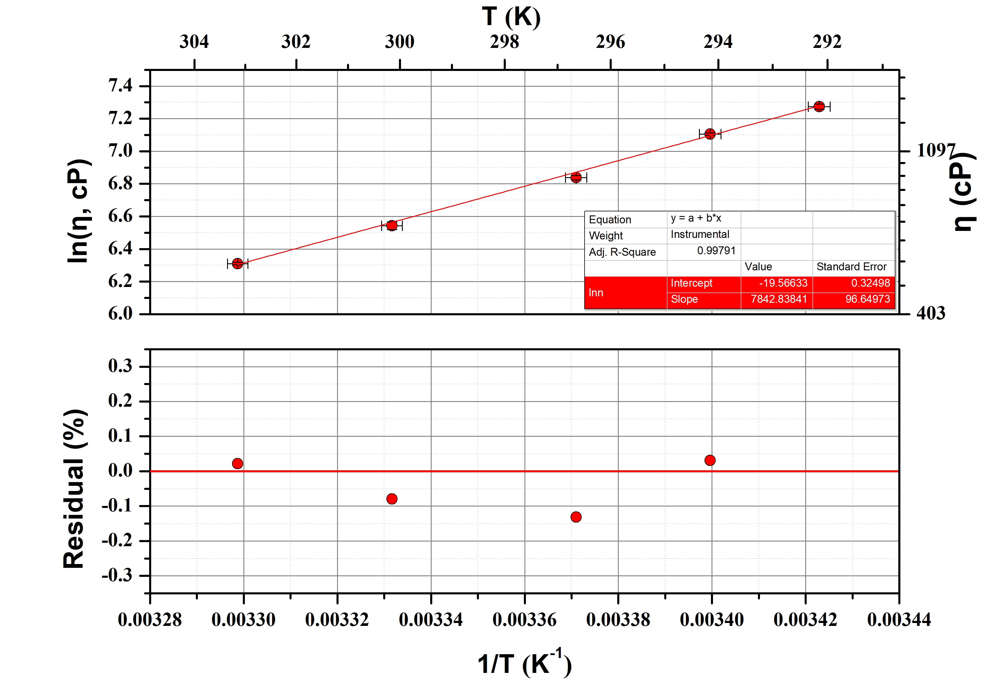 T (K)
304 302 300 298 296 294 292
7.4
7.2
7.0
6.8
6.6
6.4
6.2
6.0
ln(η, cP)
1097
403
η (cP)
Equation y = a + b*x
Weight Instrumental
Adj. R-Square 0.99791
Value Standard Error
lnn
Intercept -19.56633 0.32498
Slope 7842.83841 96.64973
0.3
0.2
0.1
0.0
-0.1
-0.2
-0.3
Residual (%)
0.00328 0.00330 0.00332 0.00334 0.00336 0.00338 0.00340 0.00342 0.00344
1/T (K⁻¹)